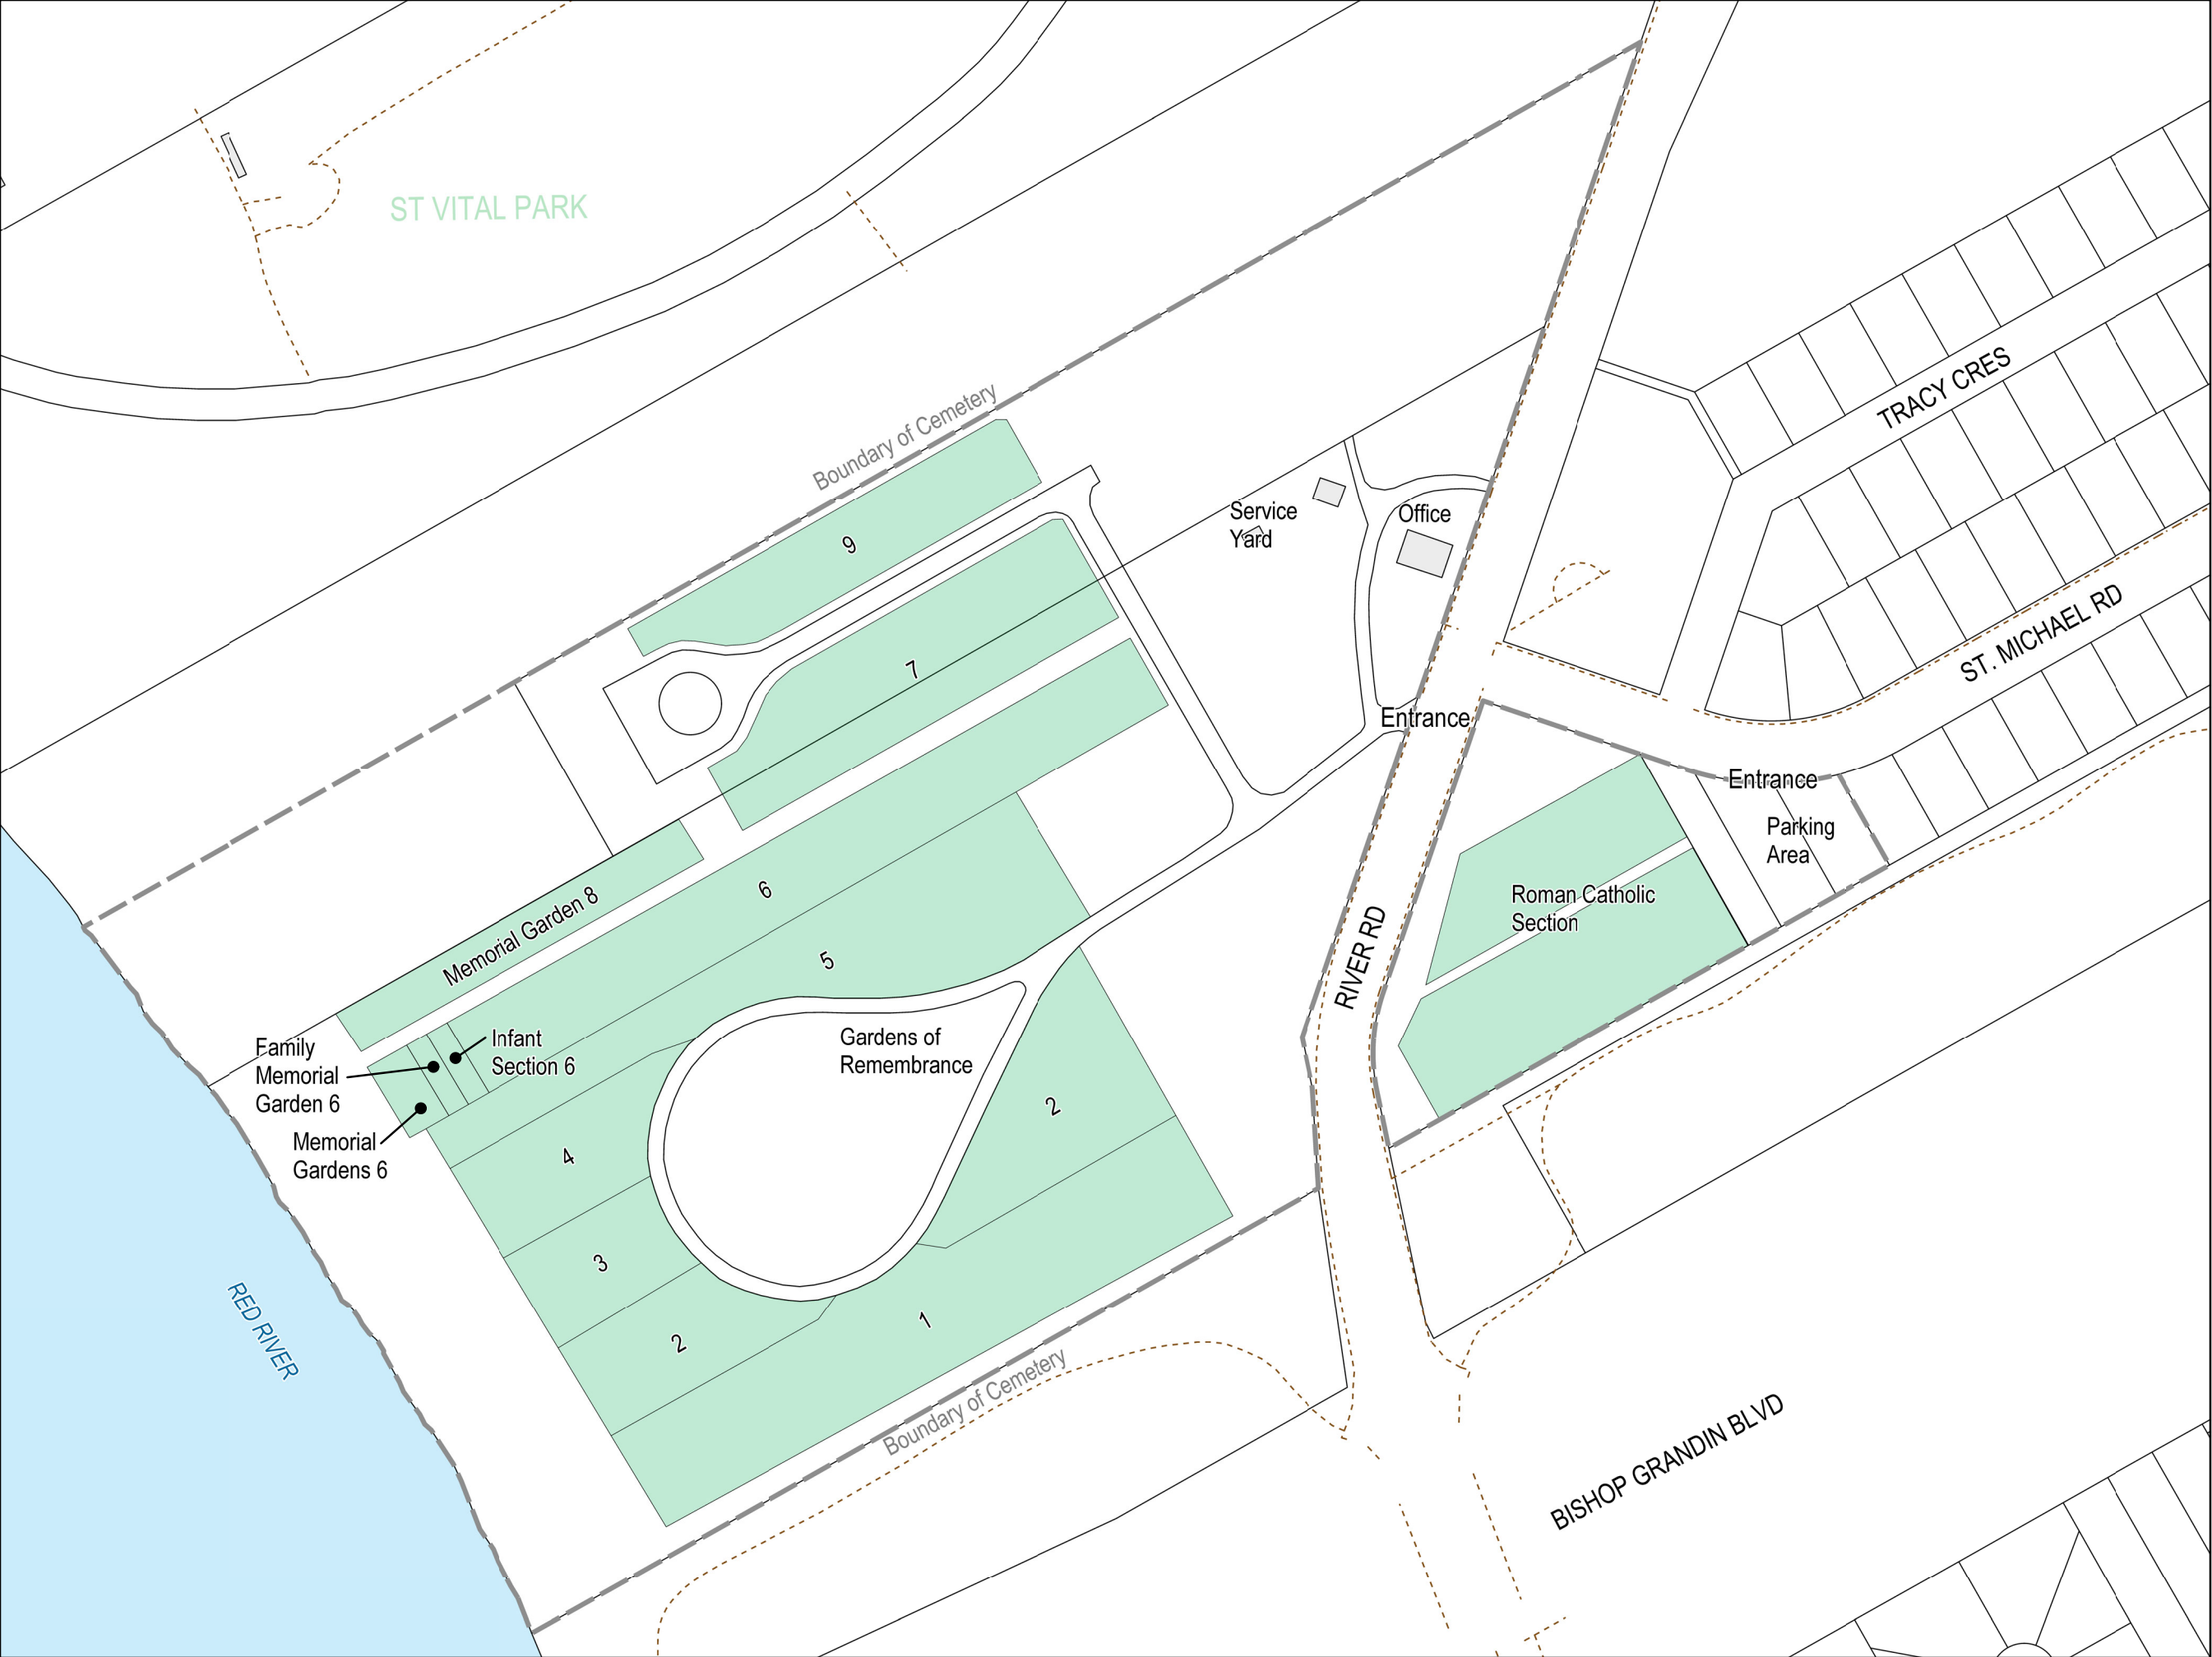 ST VITAL PARK
Boundary of Cemetery
TRACY CRES
9
Service
Yard
Office
ST. MICHAEL RD
7
Entrance
Entrance
Parking
Area
6
Roman Catholic
Section
Memorial Garden 8
5
RIVER RD
Family
Memorial
Garden 6
Infant
Section 6
Gardens of
Remembrance
2
Memorial
Gardens 6
4
3
RED RIVER
2
1
Boundary of Cemetery
BISHOP GRANDIN BLVD